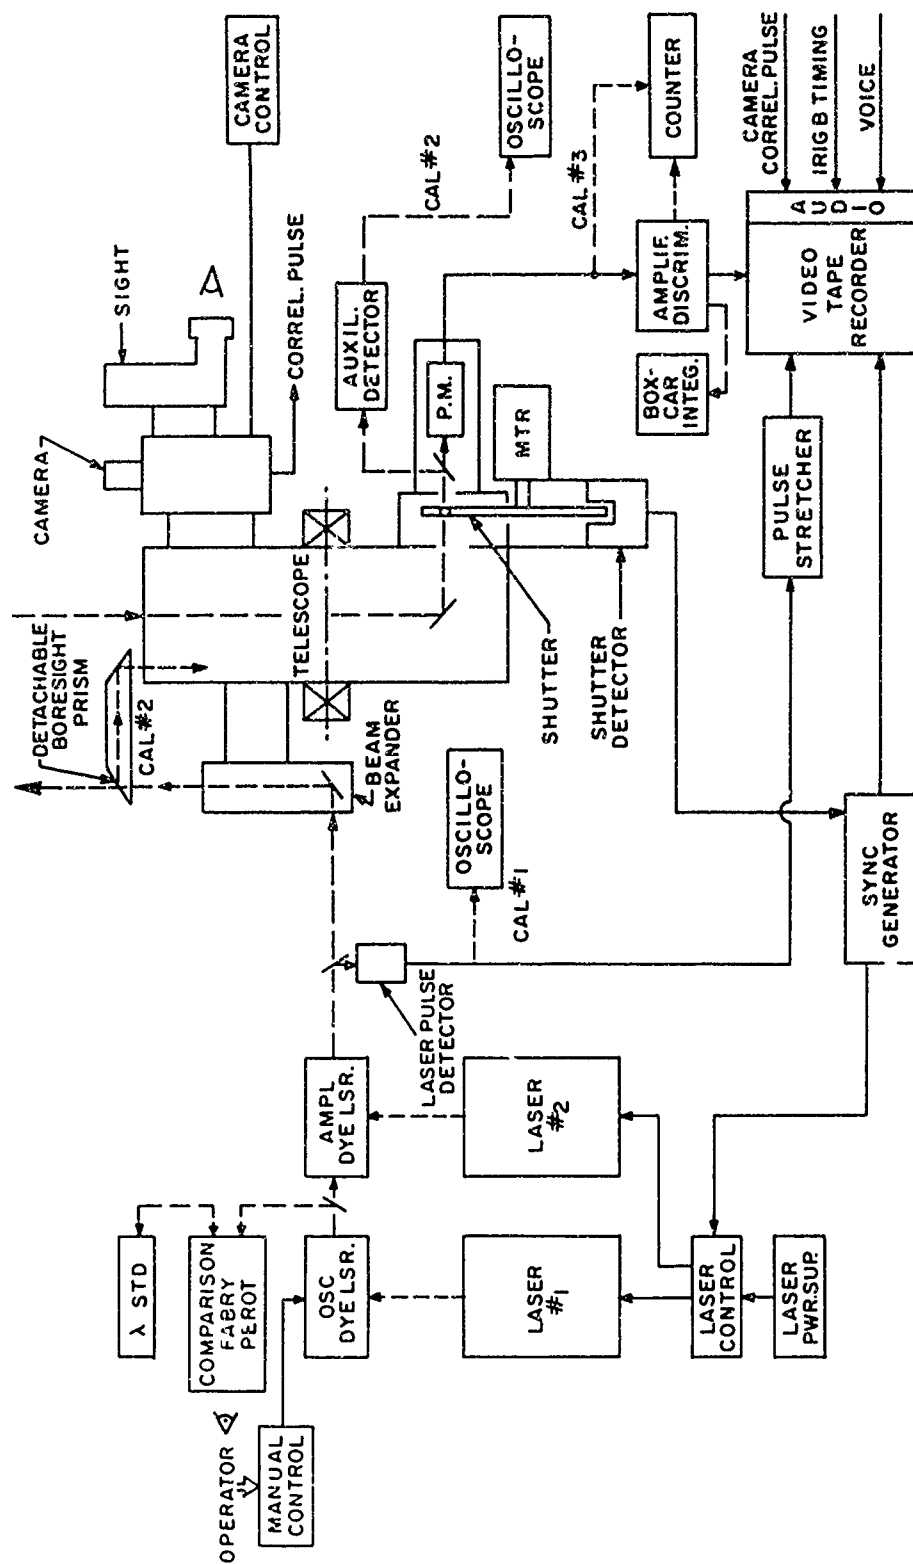 OPERATOR
MANUAL
CONTROL
λ STD
COMPARISON
FABRY
PEROT
OSC
DYE LSR.
LASER
#1
LASER
CONTROL
LASER
PWR.SUP.
AMPL
DYE LSR.
LASER
#2
LASER PULSE
DETECTOR
OSCILLO-
SCOPE
CAL #1
SYNC
GENERATOR
DETACHABLE
BORESIGHT
PRISM
CAL #2
BEAM
EXPANDER
TELESCOPE
SHUTTER
SHUTTER
DETECTOR
CAMERA
SIGHT
CAMERA
CONTROL
CORREL. PULSE
AUXIL.
DETECTOR
P.M.
MTR
CAL #2
OSCILLO-
SCOPE
CAL #3
COUNTER
AMPLIF.
DISCRIM.
BOX-
CAR
INTEG.
PULSE
STRETCHER
VIDEO
TAPE
RECORDER
AUDIO
CAMERA
CORREL. PULSE
IRIG B TIMING
VOICE